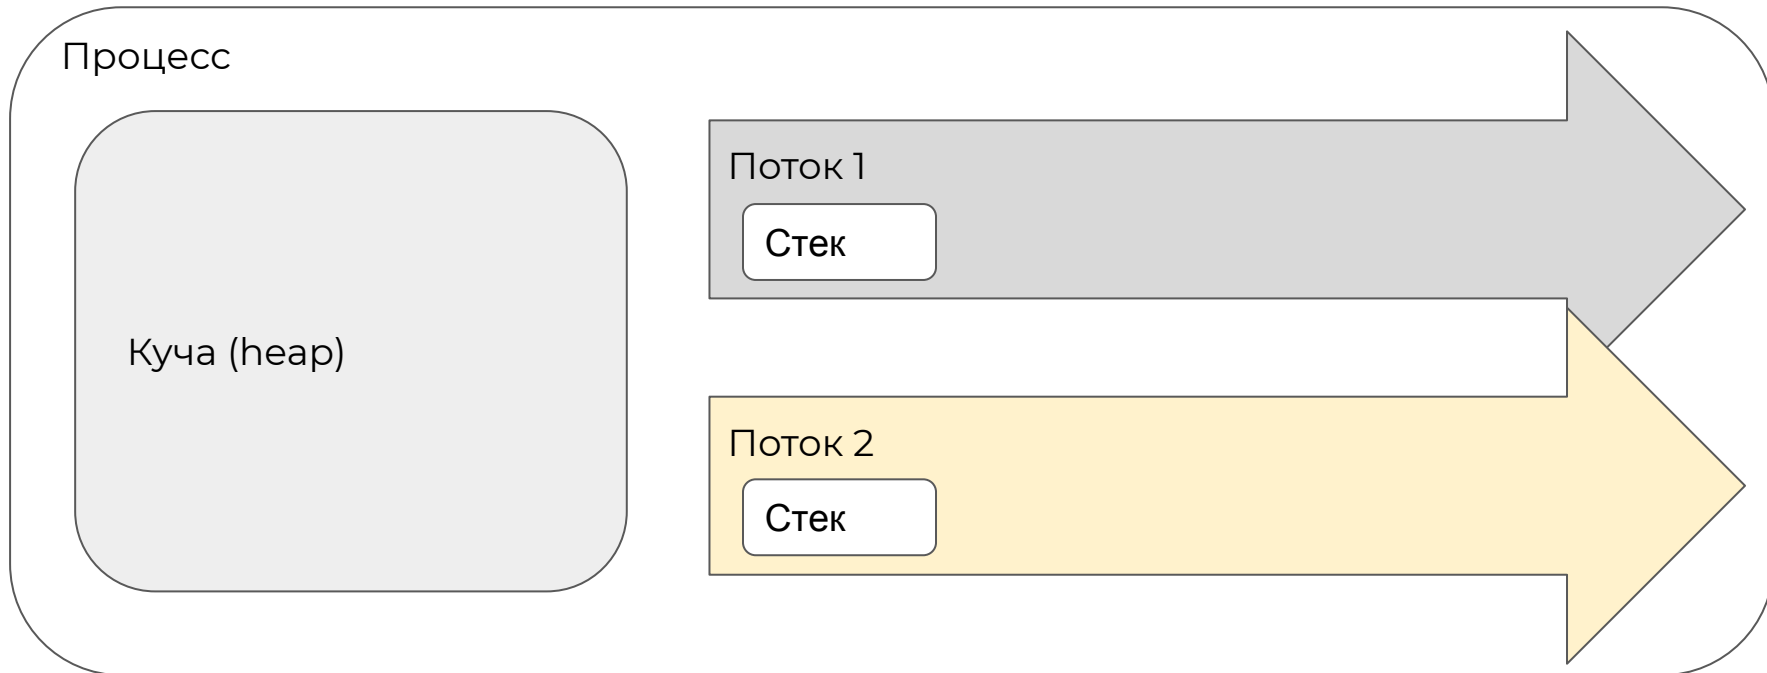 Процесс
Поток 1
Стек
Куча (heap)
Поток 2
Стек